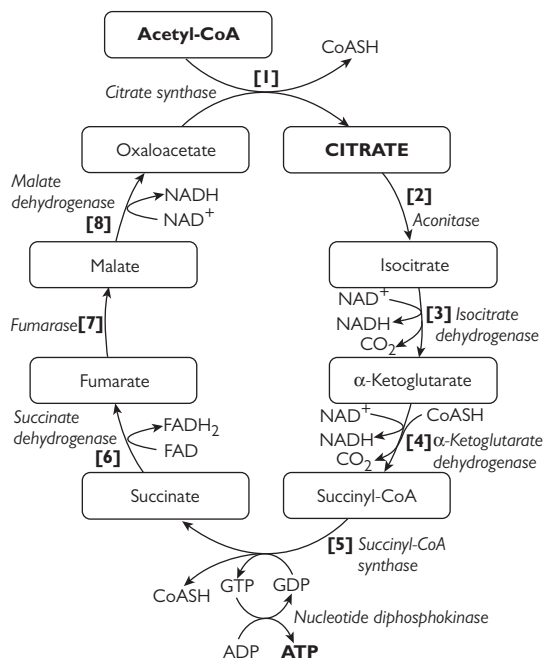 Acetyl-CoA
CoASH
[1]
Citrate synthase
Oxaloacetate
CITRATE
[2]
Aconitase
Isocitrate
NAD+
NADH
CO2
[3] Isocitrate
dehydrogenase
α-Ketoglutarate
NAD+
NADH
CO2
CoASH
[4] α-Ketoglutarate
dehydrogenase
Succinyl-CoA
[5] Succinyl-CoA
synthase
CoASH
GTP
GDP
Nucleotide diphosphokinase
ADP
ATP
Succinate
Succinate
dehydrogenase
[6]
FADH2
FAD
Fumarate
Fumarase [7]
Malate
Malate
dehydrogenase
[8]
NADH
NAD+